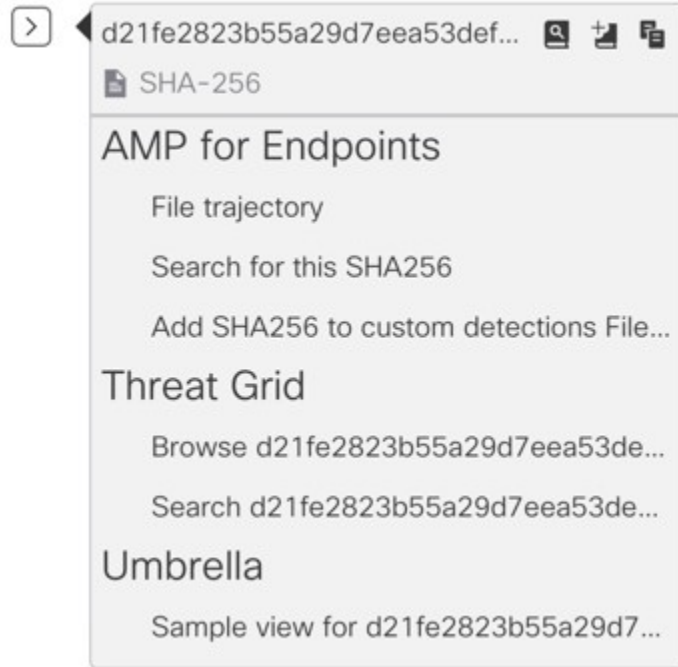 d21fe2823b55a29d7eea53def...
SHA-256
AMP for Endpoints
File trajectory
Search for this SHA256
Add SHA256 to custom detections File...
Threat Grid
Browse d21fe2823b55a29d7eea53de...
Search d21fe2823b55a29d7eea53de...
Umbrella
Sample view for d21fe2823b55a29d7...